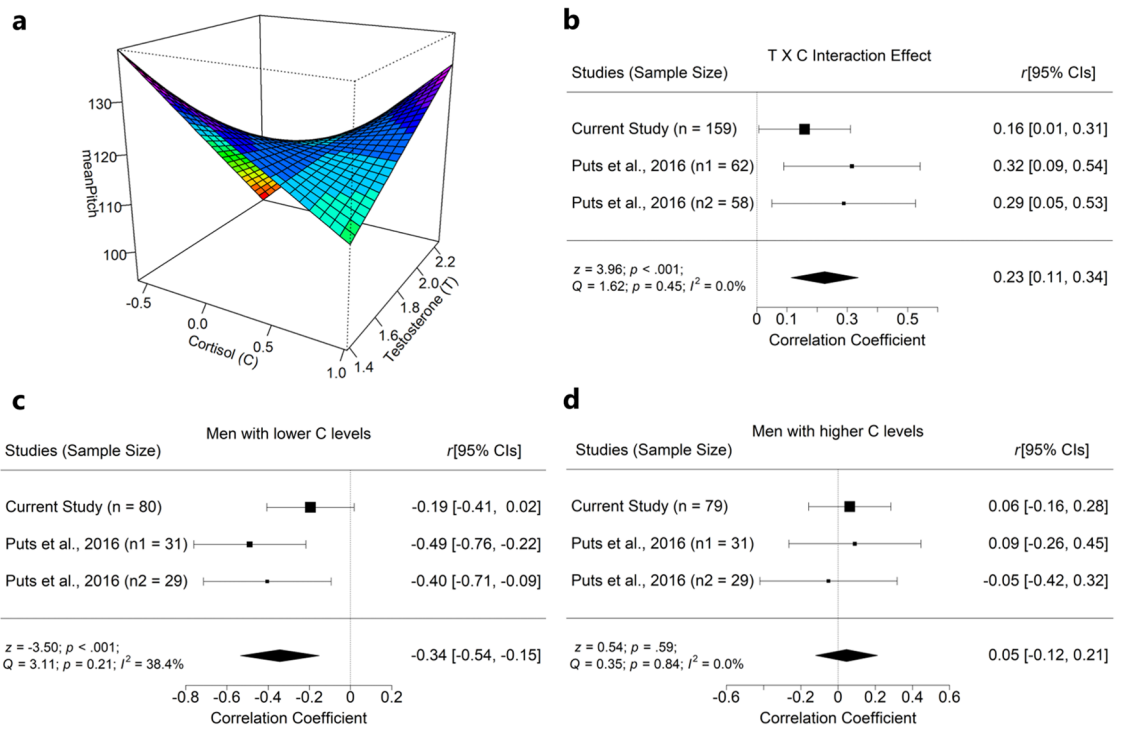 a
130
120
110
100
meanPitch
-0.5
0.0
0.5
1.0
Cortisol (C)
1.4
1.6
1.8
2.0
2.2
Testosterone (T)
b
T X C Interaction Effect
Studies (Sample Size) r[95% CIs]
Current Study (n = 159) 0.16 [0.01, 0.31]
Puts et al., 2016 (n1 = 62) 0.32 [0.09, 0.54]
Puts et al., 2016 (n2 = 58) 0.29 [0.05, 0.53]
z = 3.96; p < .001;
Q = 1.62; p = 0.45; I² = 0.0% 0.23 [0.11, 0.34]
0 0.1 0.3 0.5
Correlation Coefficient
c
Men with lower C levels
Studies (Sample Size) r[95% CIs]
Current Study (n = 80) -0.19 [-0.41, 0.02]
Puts et al., 2016 (n1 = 31) -0.49 [-0.76, -0.22]
Puts et al., 2016 (n2 = 29) -0.40 [-0.71, -0.09]
z = -3.50; p < .001;
Q = 3.11; p = 0.21; I² = 38.4% -0.34 [-0.54, -0.15]
-0.8 -0.6 -0.4 -0.2 0 0.2
Correlation Coefficient
d
Men with higher C levels
Studies (Sample Size) r[95% CIs]
Current Study (n = 79) 0.06 [-0.16, 0.28]
Puts et al., 2016 (n1 = 31) 0.09 [-0.26, 0.45]
Puts et al., 2016 (n2 = 29) -0.05 [-0.42, 0.32]
z = 0.54; p = .59;
Q = 0.35; p = 0.84; I² = 0.0% 0.05 [-0.12, 0.21]
-0.6 -0.2 0 0.2 0.4 0.6
Correlation Coefficient